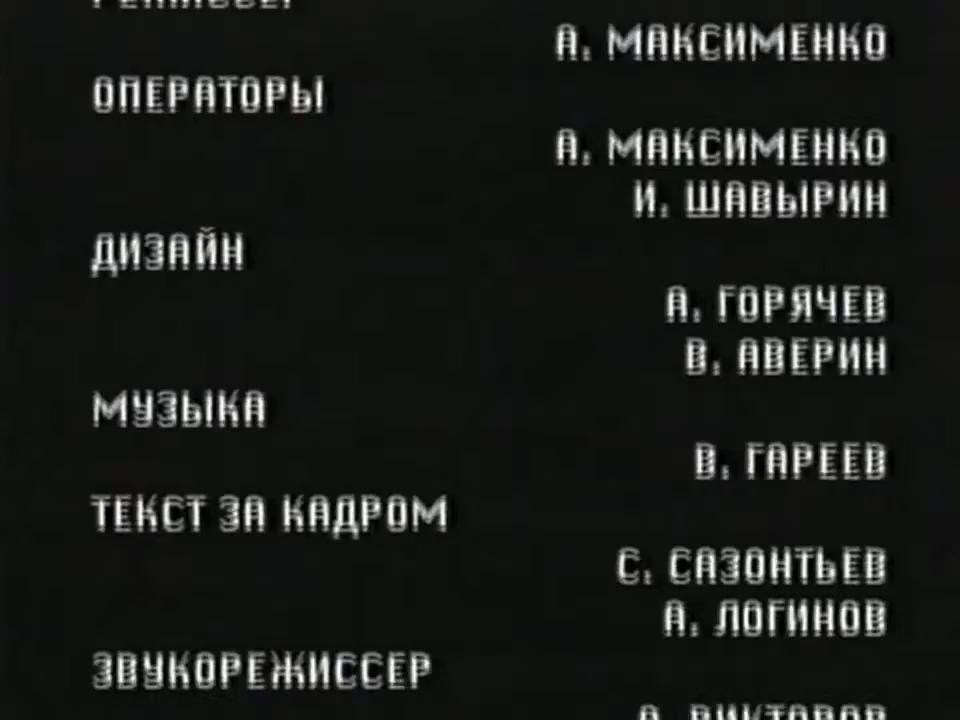 А. МАКСИМЕНКО
ОПЕРАТОРЫ
А. МАКСИМЕНКО
И. ШАВЫРИН
ДИЗАЙН
А. ГОРЯЧЕВ
В. АВЕРИН
МУЗЫКА
В. ГАРЕЕВ
ТЕКСТ ЗА КАДРОМ
С. САЗОНТЬЕВ
А. ЛОГИНОВ
ЗВУКОРЕЖИССЕР